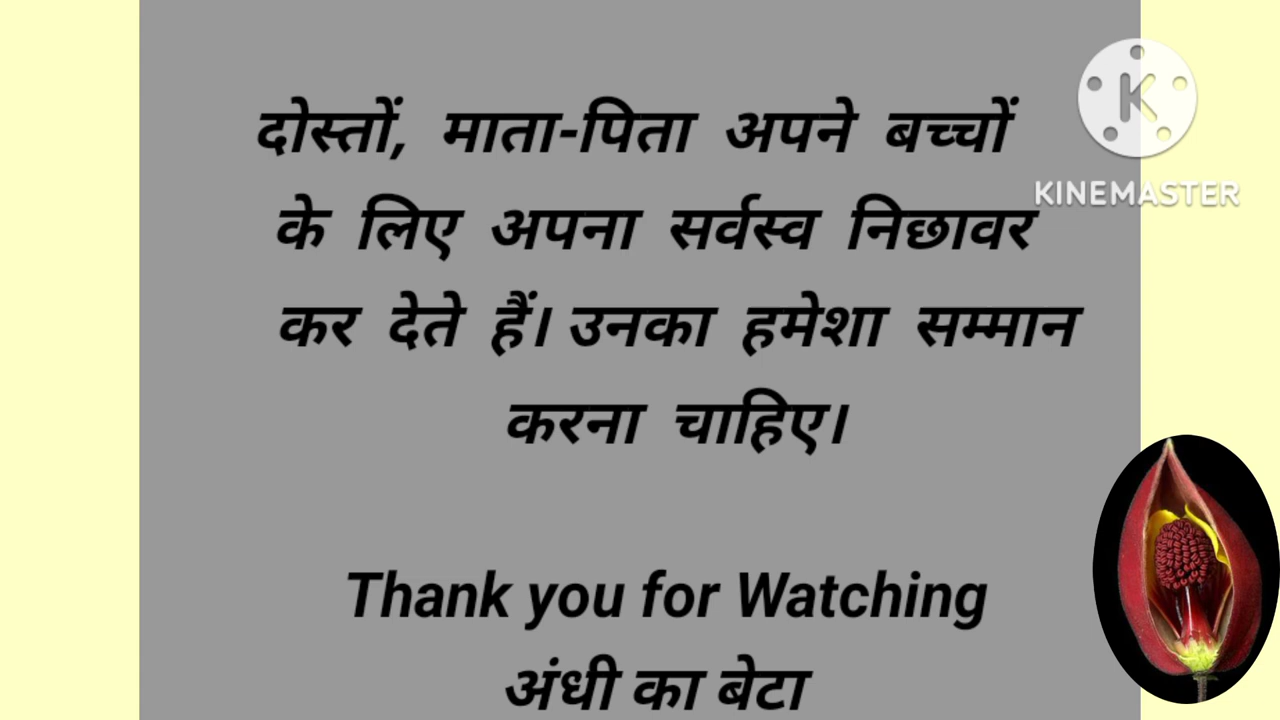 दोस्तों, माता-पिता अपने बच्चों
के लिए अपना सर्वस्व निछावर
कर देते हैं। उनका हमेशा सम्मान
करना चाहिए।
Thank you for Watching
अंधी का बेटा
KINEMASTER